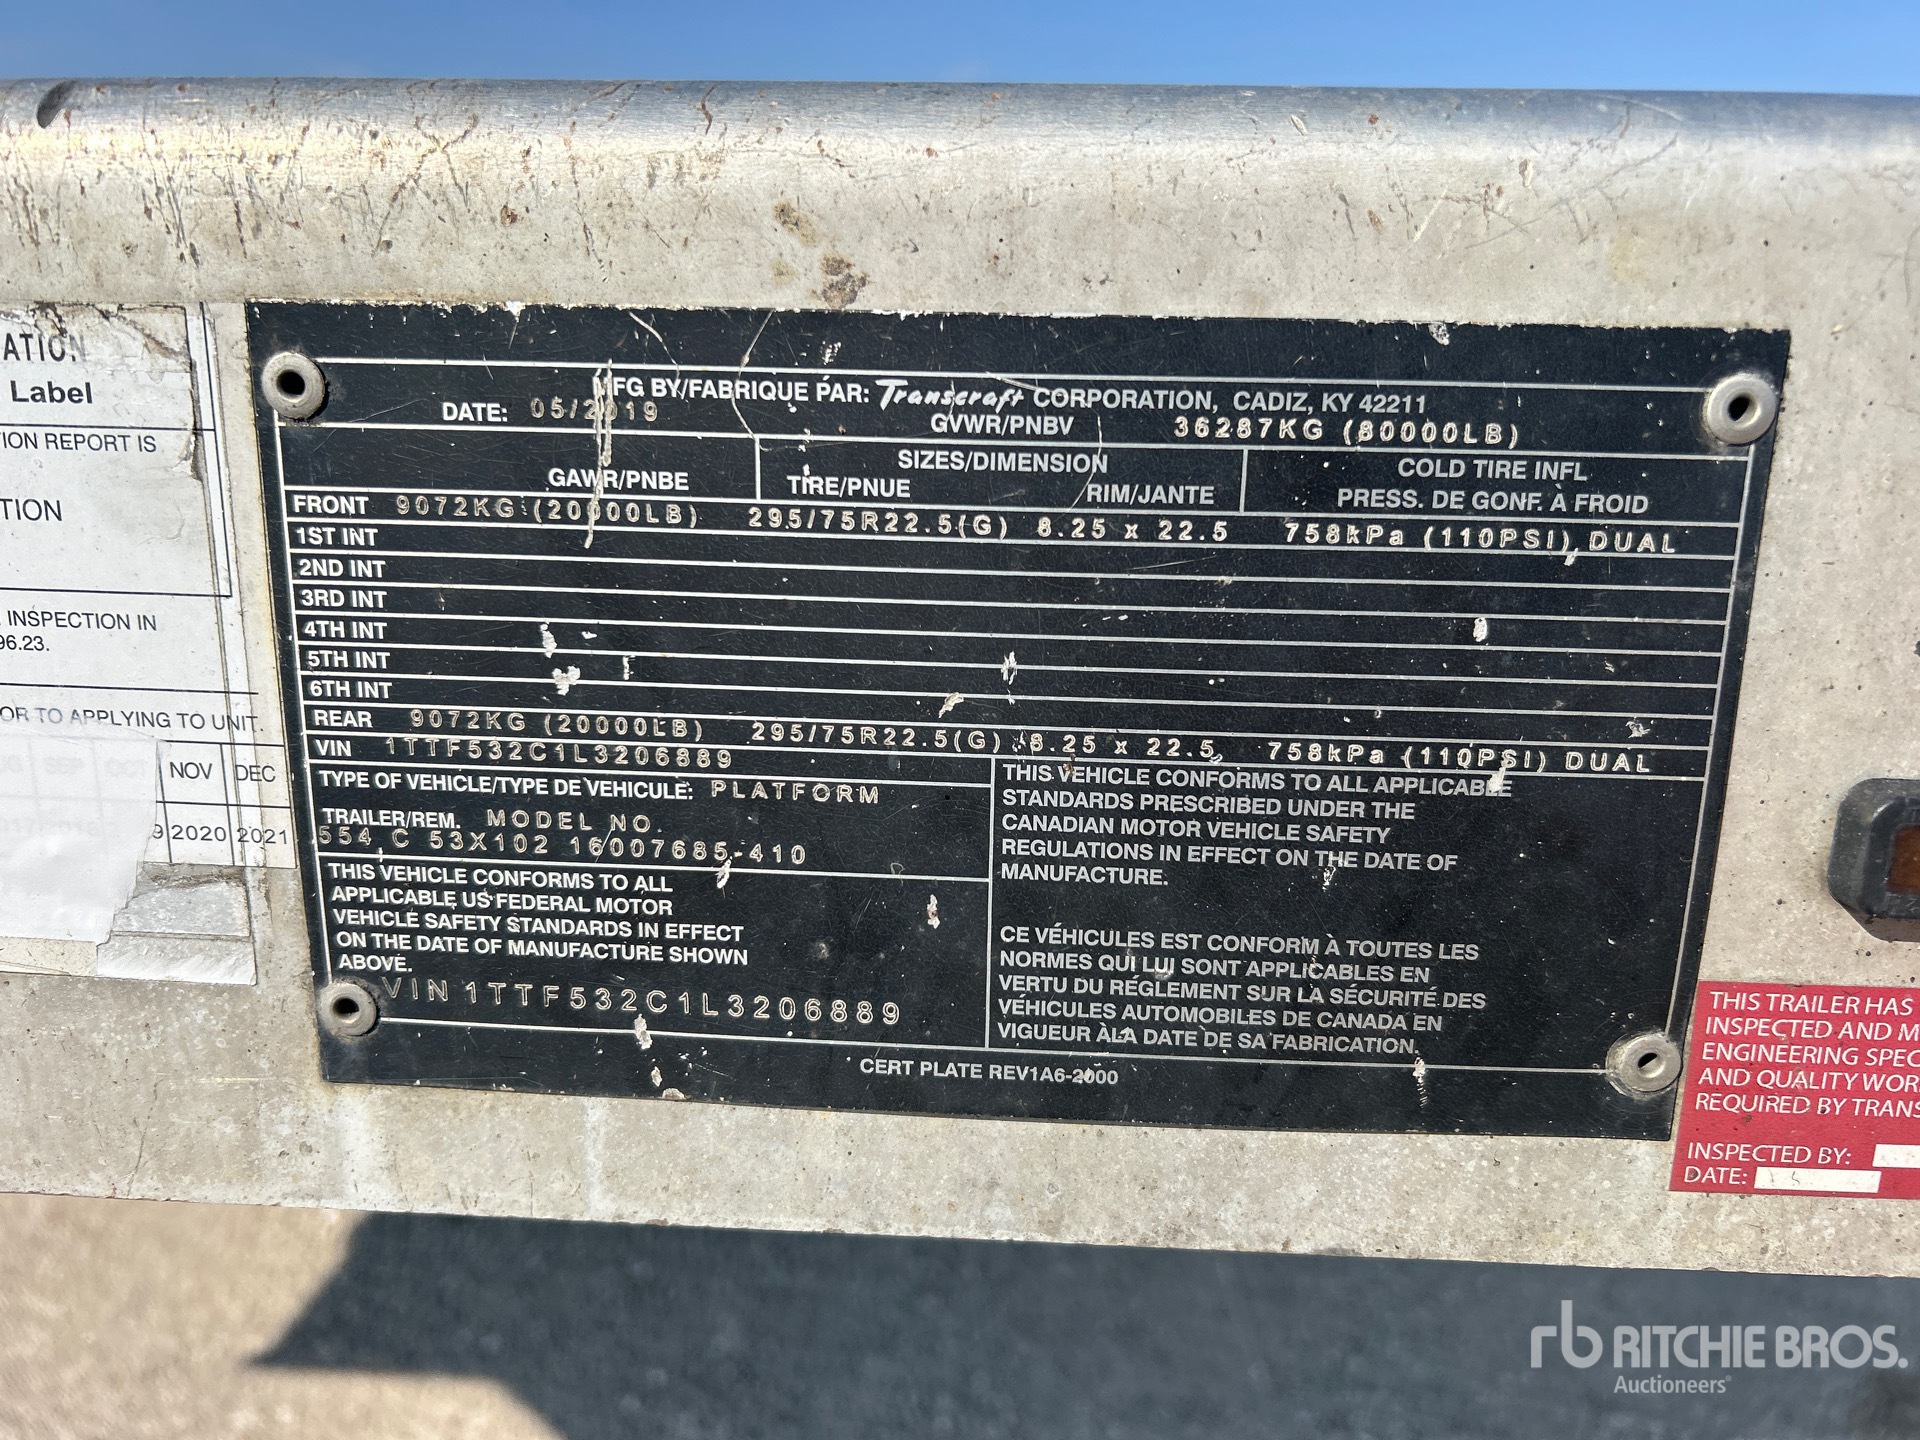 ATION
Label
TION REPORT IS
TION
INSPECTION IN
96.23.
OR TO APPLYING TO UNIT.
SEP OCT NOV DEC
9 2020 2021
MFG BY/FABRIQUE PAR: Transcraft CORPORATION, CADIZ, KY 42211
DATE: 05/2019 GVWR/PNBV 36287KG (80000LB)
GAWR/PNBE SIZES/DIMENSION TIRE/PNUE RIM/JANTE COLD TIRE INFL
PRESS. DE GONF. À FROID
FRONT 9072KG (20000LB) 295/75R22.5(G) 8.25 x 22.5 758kPa (110PSI) DUAL
1ST INT
2ND INT
3RD INT
4TH INT
5TH INT
6TH INT
REAR 9072KG (20000LB) 295/75R22.5(G) 8.25 x 22.5 758kPa (110PSI) DUAL
VIN 1TTF532C1L3206889
TYPE OF VEHICLE/TYPE DE VEHICULE: PLATFORM
TRAILER/REM. MODEL NO.
554 C 53X102 16007685-410
THIS VEHICLE CONFORMS TO ALL
APPLICABLE US FEDERAL MOTOR
VEHICLE SAFETY STANDARDS IN EFFECT
ON THE DATE OF MANUFACTURE SHOWN
ABOVE.
VIN 1TTF532C1L3206889
THIS VEHICLE CONFORMS TO ALL APPLICABLE
STANDARDS PRESCRIBED UNDER THE
CANADIAN MOTOR VEHICLE SAFETY
REGULATIONS IN EFFECT ON THE DATE OF
MANUFACTURE.
CE VÉHICULES EST CONFORM À TOUTES LES
NORMES QUI LUI SONT APPLICABLES EN
VERTU DU RÉGLEMENT SUR LA SÉCURITÉ DES
VÉHICULES AUTOMOBILES DE CANADA EN
VIGUEUR ÀLA DATE DE SA FABRICATION.
CERT PLATE REV1A6-2000
THIS TRAILER HAS
INSPECTED AND M
ENGINEERING SPEC
AND QUALITY WOR
REQUIRED BY TRANS
INSPECTED BY:
DATE:
rb RITCHIE BROS.
Auctioneers